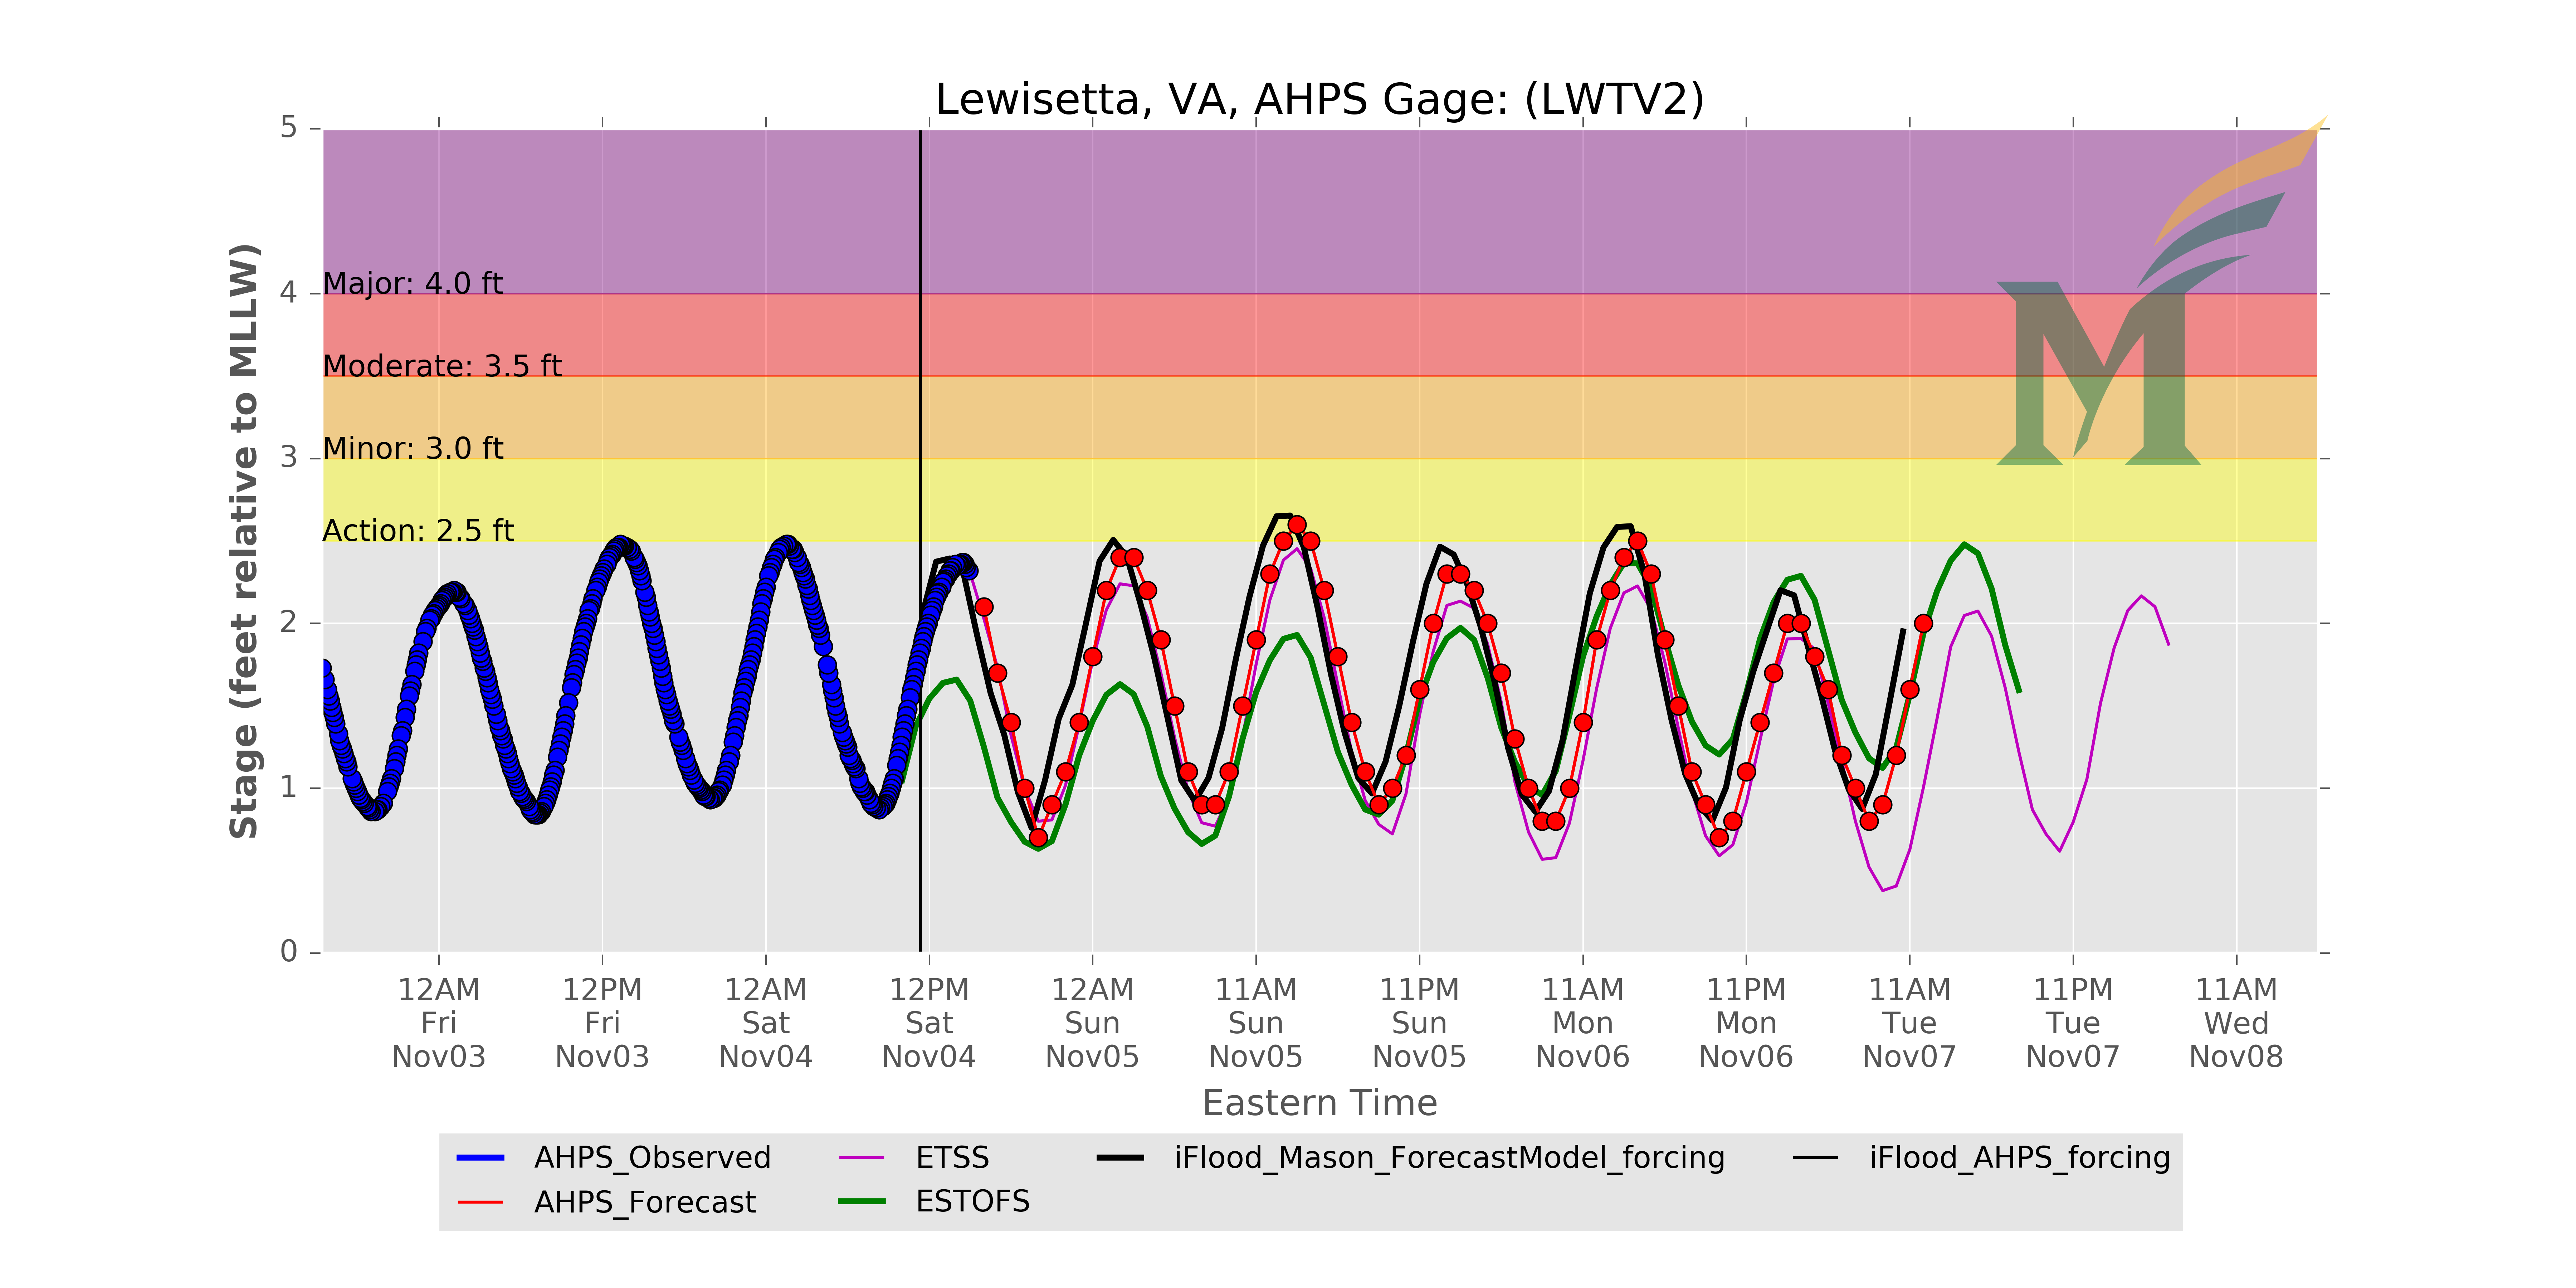 Lewisetta, VA, AHPS Gage: (LWTV2)
Stage (feet relative to MLLW)
5
4
3
2
1
0
Major: 4.0 ft
Moderate: 3.5 ft
Minor: 3.0 ft
Action: 2.5 ft
12AM
Fri
Nov03
12PM
Fri
Nov03
12AM
Sat
Nov04
12PM
Sat
Nov04
12AM
Sun
Nov05
11AM
Sun
Nov05
11PM
Sun
Nov05
11AM
Mon
Nov06
11PM
Mon
Nov06
11AM
Tue
Nov07
11PM
Tue
Nov07
11AM
Wed
Nov08
Eastern Time
AHPS_Observed
AHPS_Forecast
ETSS
ESTOFS
iFlood_Mason_ForecastModel_forcing
iFlood_AHPS_forcing
M